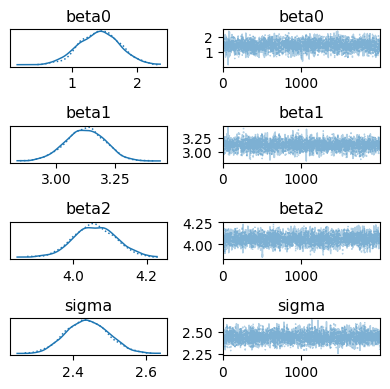 beta0 beta0
2
1
1 2 0 1000
beta1 beta1
3.25
3.00
3.00 3.25 0 1000
beta2 beta2
4.25
4.00
4.0 4.2 0 1000
sigma sigma
2.50
2.25
2.4 2.6 0 1000